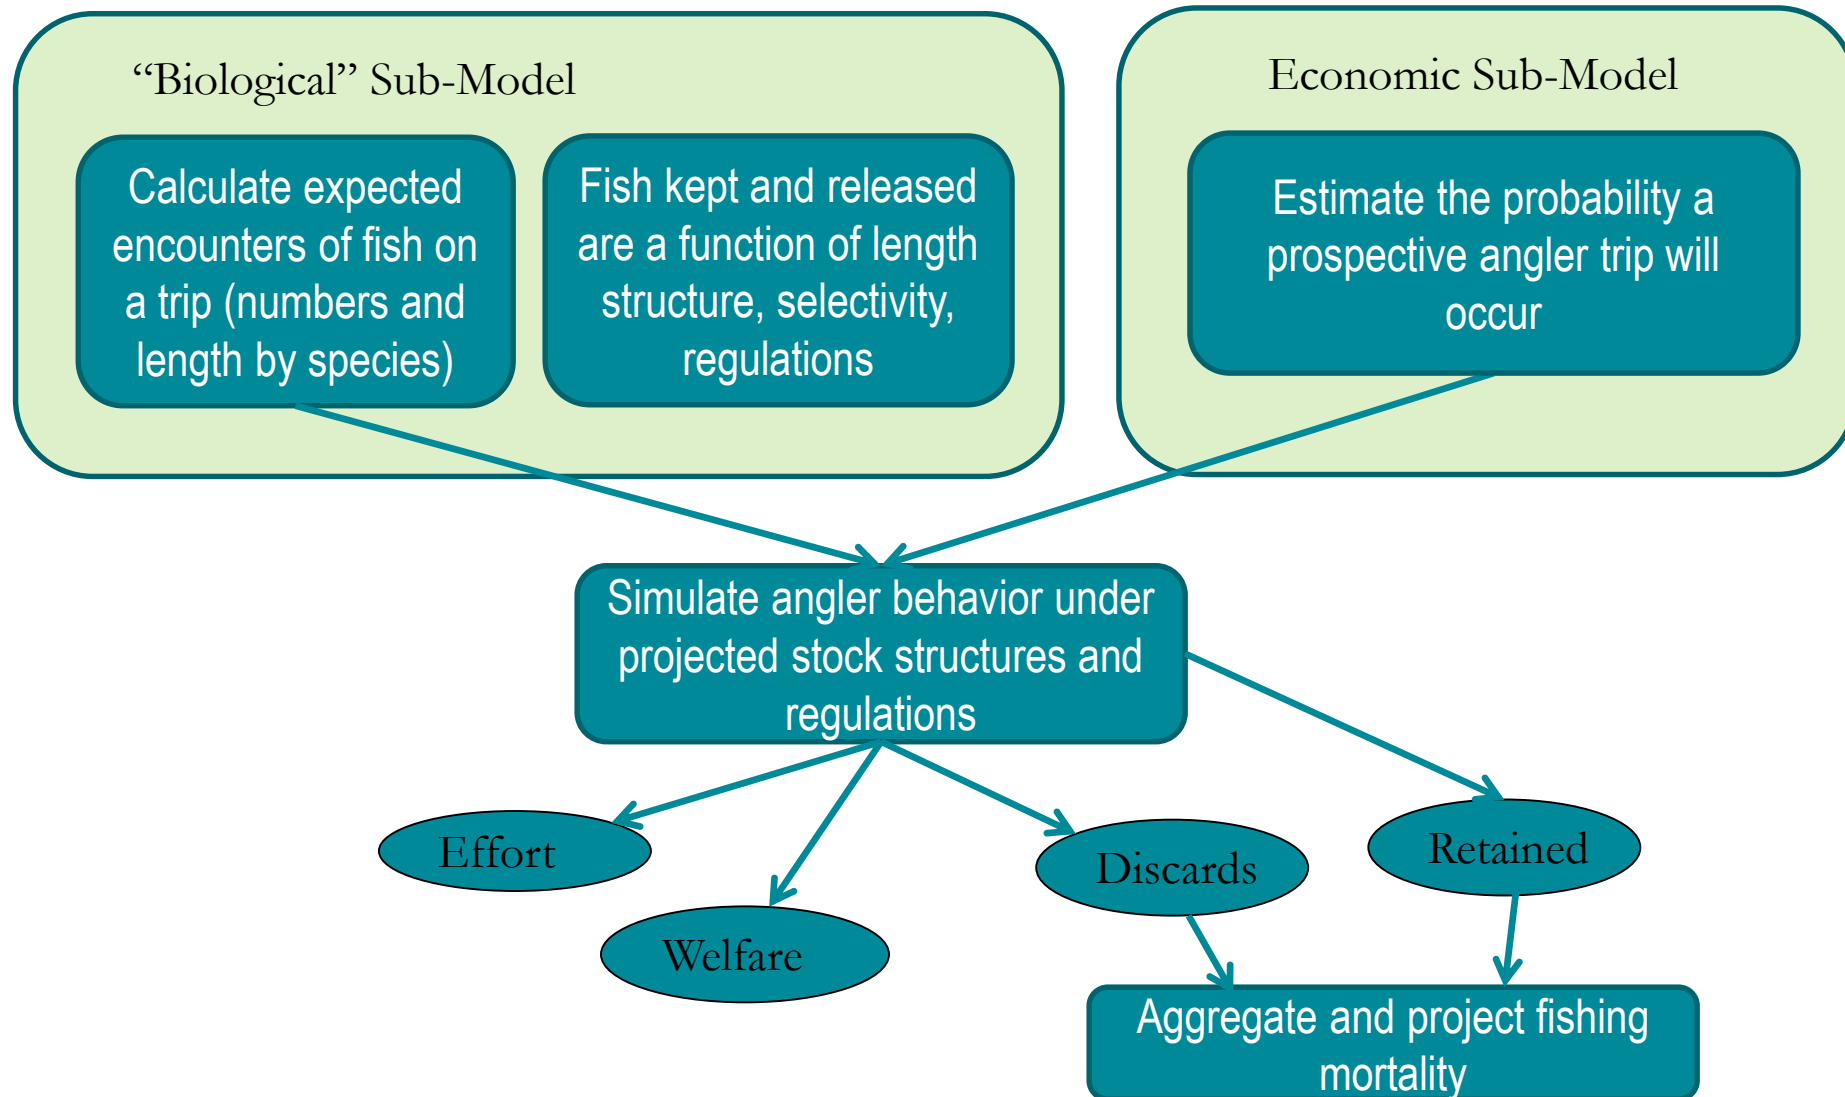 “Biological” Sub-Model
Calculate expected
encounters of fish on
a trip (numbers and
length by species)
Fish kept and released
are a function of length
structure, selectivity,
regulations
Economic Sub-Model
Estimate the probability a
prospective angler trip will
occur
Simulate angler behavior under
projected stock structures and
regulations
Effort
Welfare
Discards
Retained
Aggregate and project fishing
mortality